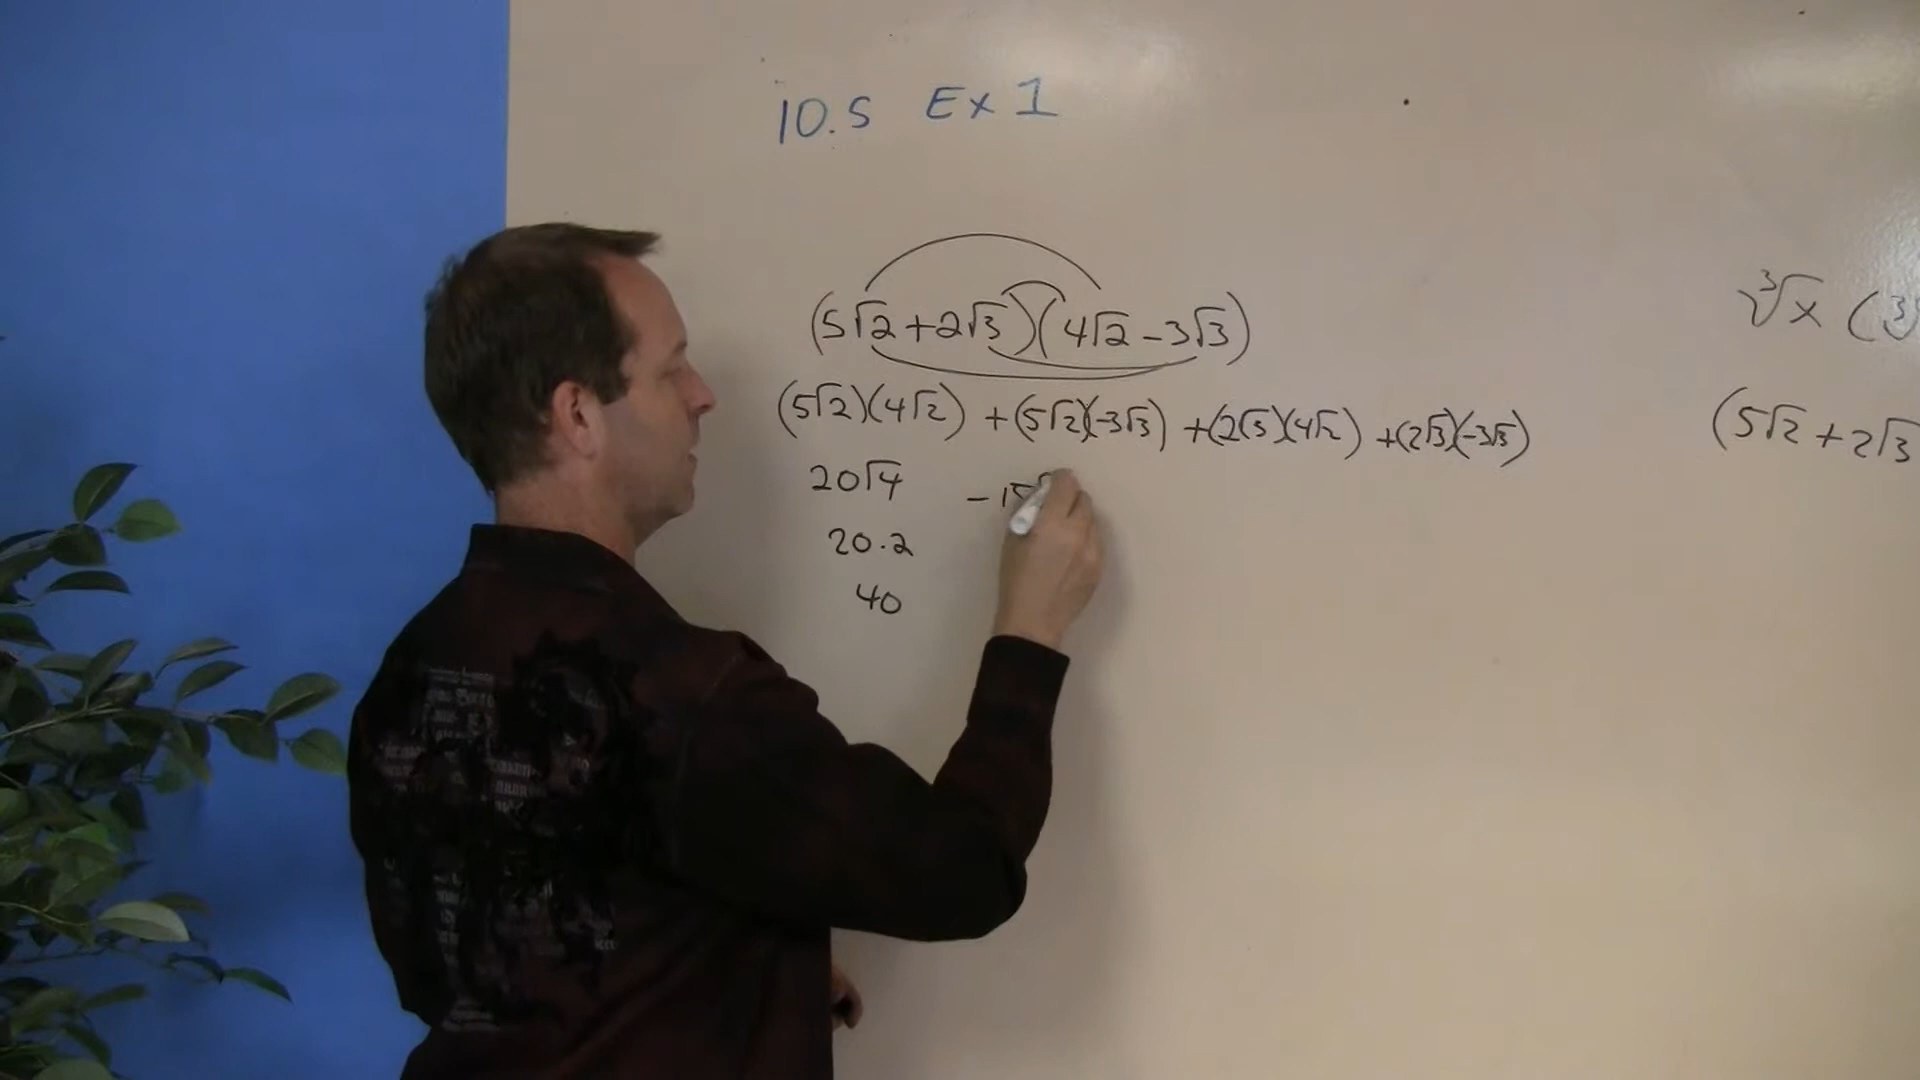 10.5 Ex 1
(5√2+2√3)(4√2-3√3)
(5√2)(4√2) +(5√2)(-3√3) +(2√3)(4√2) +(2√3)(-3√3)
20√4 -15
20.2
40
∛x (
(5√2+2√3